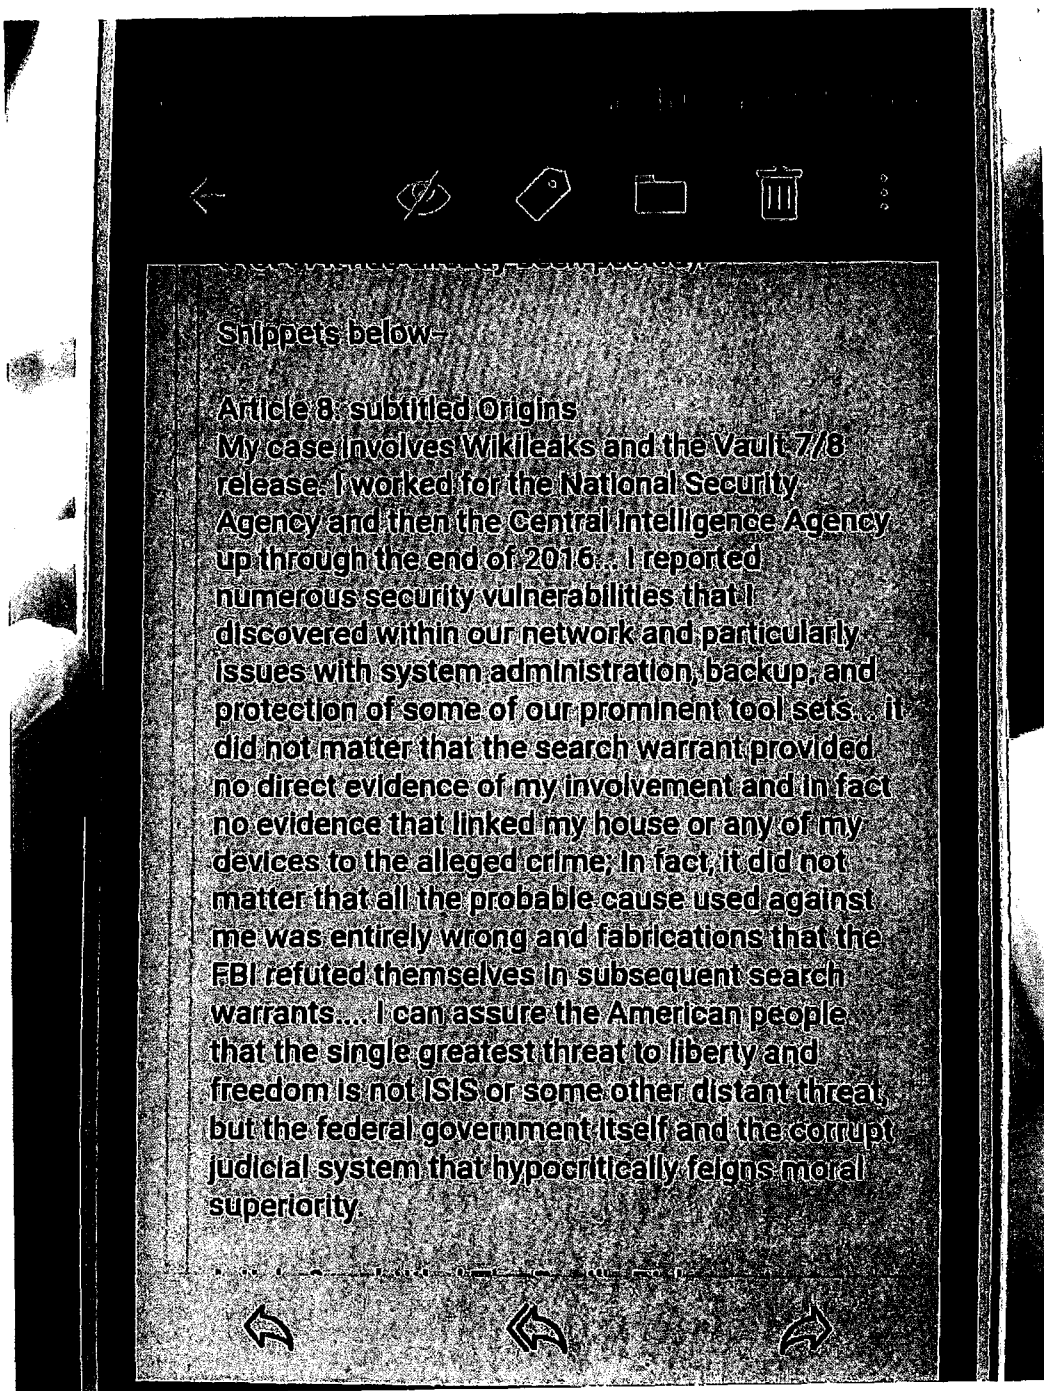 Snippets below–
Article 8: subtitled Origins
My case involves Wikileaks and the Vault 7/8
release. I worked for the National Security
Agency and then the Central Intelligence Agency
up through the end of 2016... I reported
numerous security vulnerabilities that I
discovered within our network and particularly
issues with system administration, backup, and
protection of some of our prominent tool sets... it
did not matter that the search warrant provided
no direct evidence of my involvement and in fact
no evidence that linked my house or any of my
devices to the alleged crime; in fact, it did not
matter that all the probable cause used against
me was entirely wrong and fabrications that the
FBI refuted themselves in subsequent search
warrants.... I can assure the American people
that the single greatest threat to liberty and
freedom is not ISIS or some other distant threat,
but the federal government itself and the corrupt
judicial system that hypocritically feigns moral
superiority.